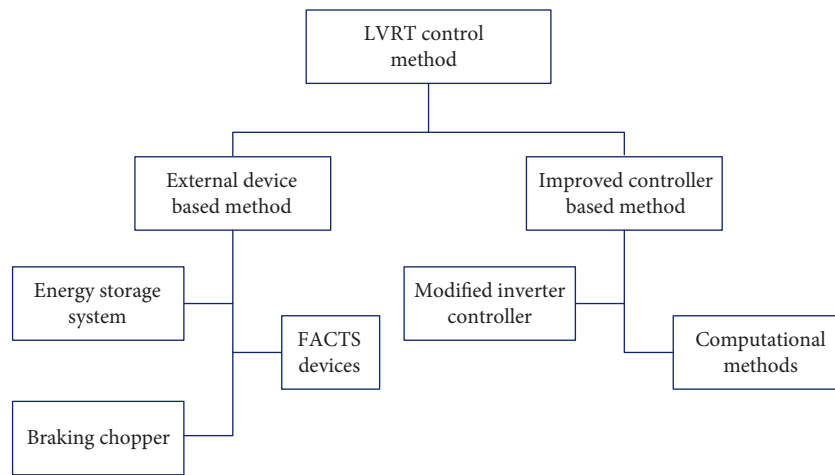 LVRT control
method
External device
based method
Improved controller
based method
Energy storage
system
Modified inverter
controller
FACTS
devices
Computational
methods
Braking chopper